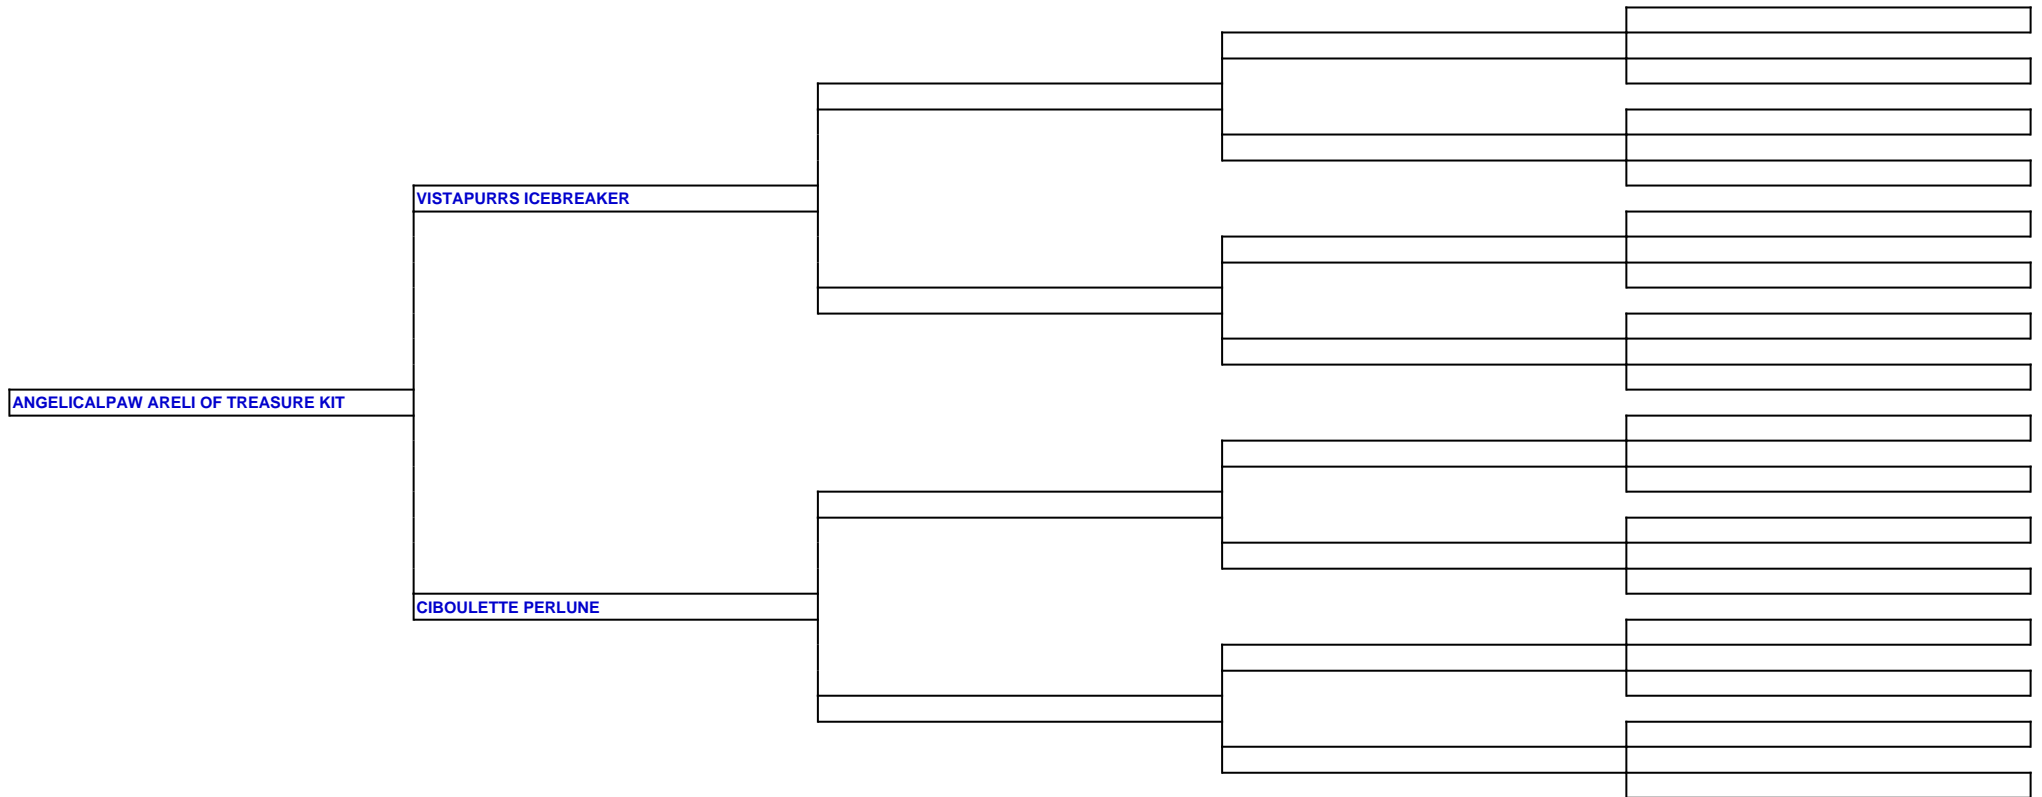 VISTAPURRS ICEBREAKER
ANGELICALPAW ARELI OF TREASURE KIT
CIBOULETTE PERLUNE